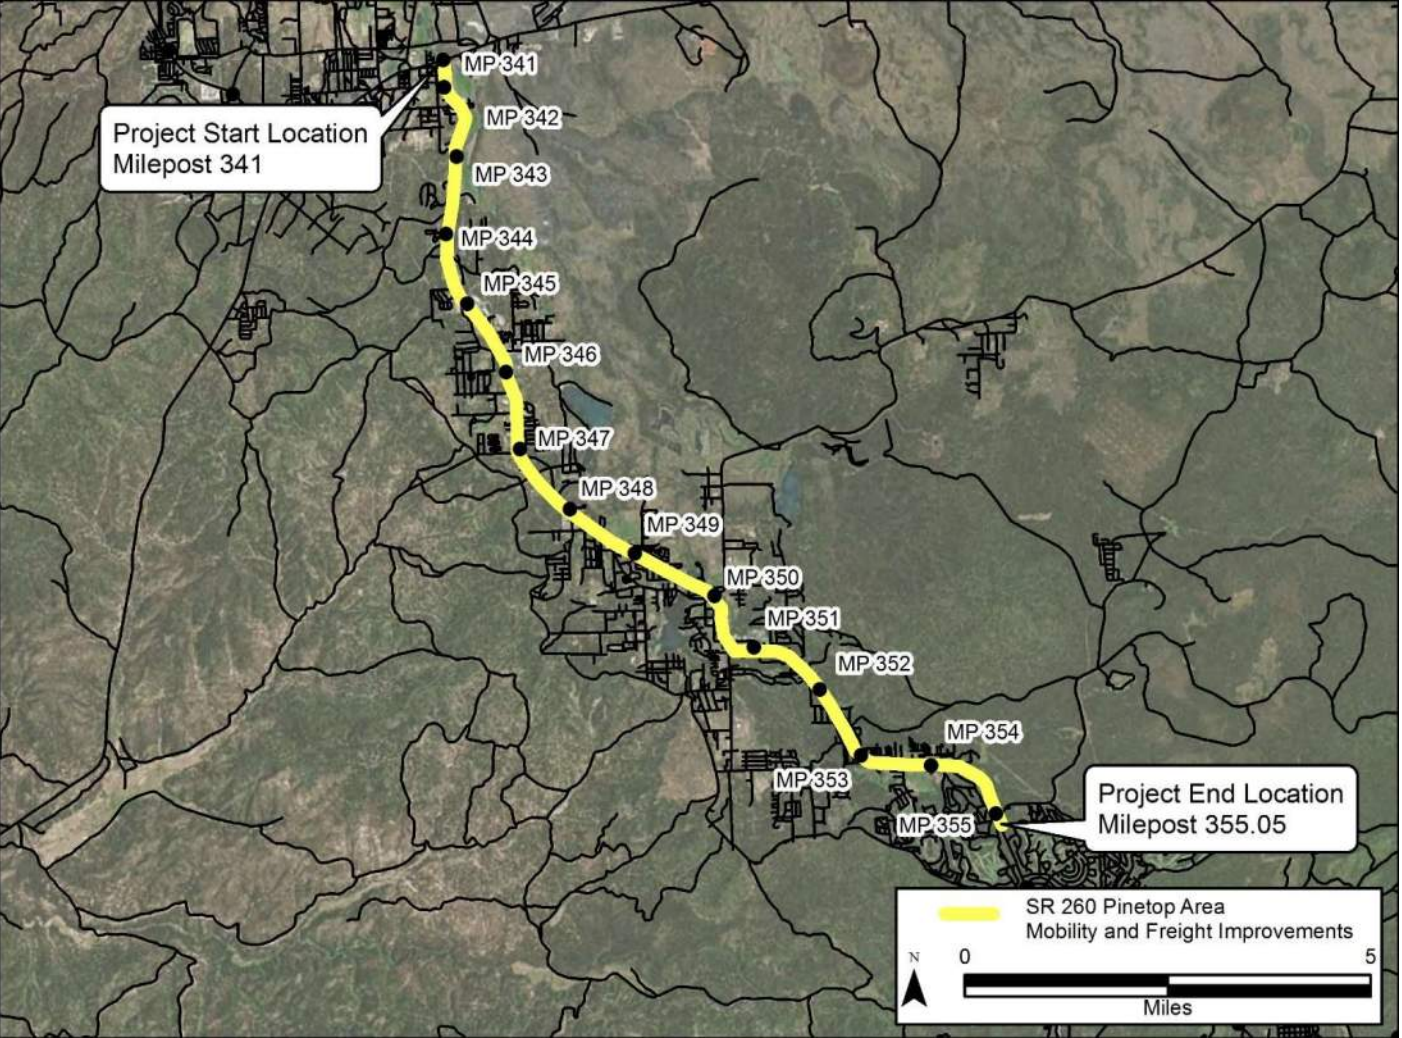 MP 341
MP 342
Project Start Location
Milepost 341
MP 343
MP 344
MP 345
MP 346
MP 347
MP 348
MP 349
MP 350
MP 351
MP 352
MP 354
MP 353
Project End Location
Milepost 355.05
MP 355
SR 260 Pinetop Area
Mobility and Freight Improvements
N
0 5
Miles